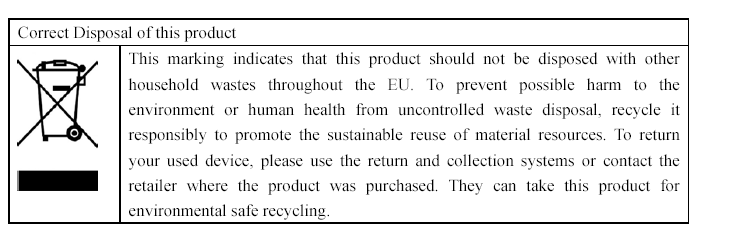 Correct Disposal of this product
This marking indicates that this product should not be disposed with other
household wastes throughout the EU. To prevent possible harm to the
environment or human health from uncontrolled waste disposal, recycle it
responsibly to promote the sustainable reuse of material resources. To return
your used device, please use the return and collection systems or contact the
retailer where the product was purchased. They can take this product for
environmental safe recycling.